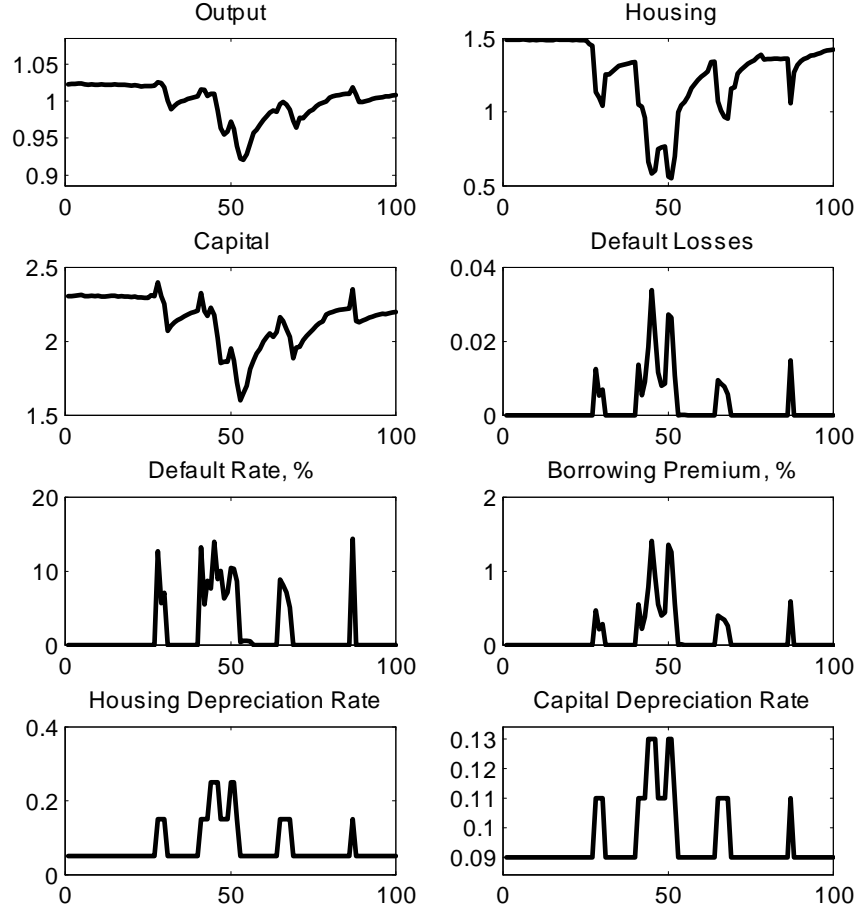 Output
1.05
1
0.95
0.9
0 50 100
Housing
1.5
1
0.5
0 50 100
Capital
2.5
2
1.5
0 50 100
Default Losses
0.04
0.02
0
0 50 100
Default Rate, %
20
10
0
0 50 100
Borrowing Premium, %
2
1
0
0 50 100
Housing Depreciation Rate
0.4
0.2
0
0 50 100
Capital Depreciation Rate
0.13
0.12
0.11
0.1
0.09
0 50 100